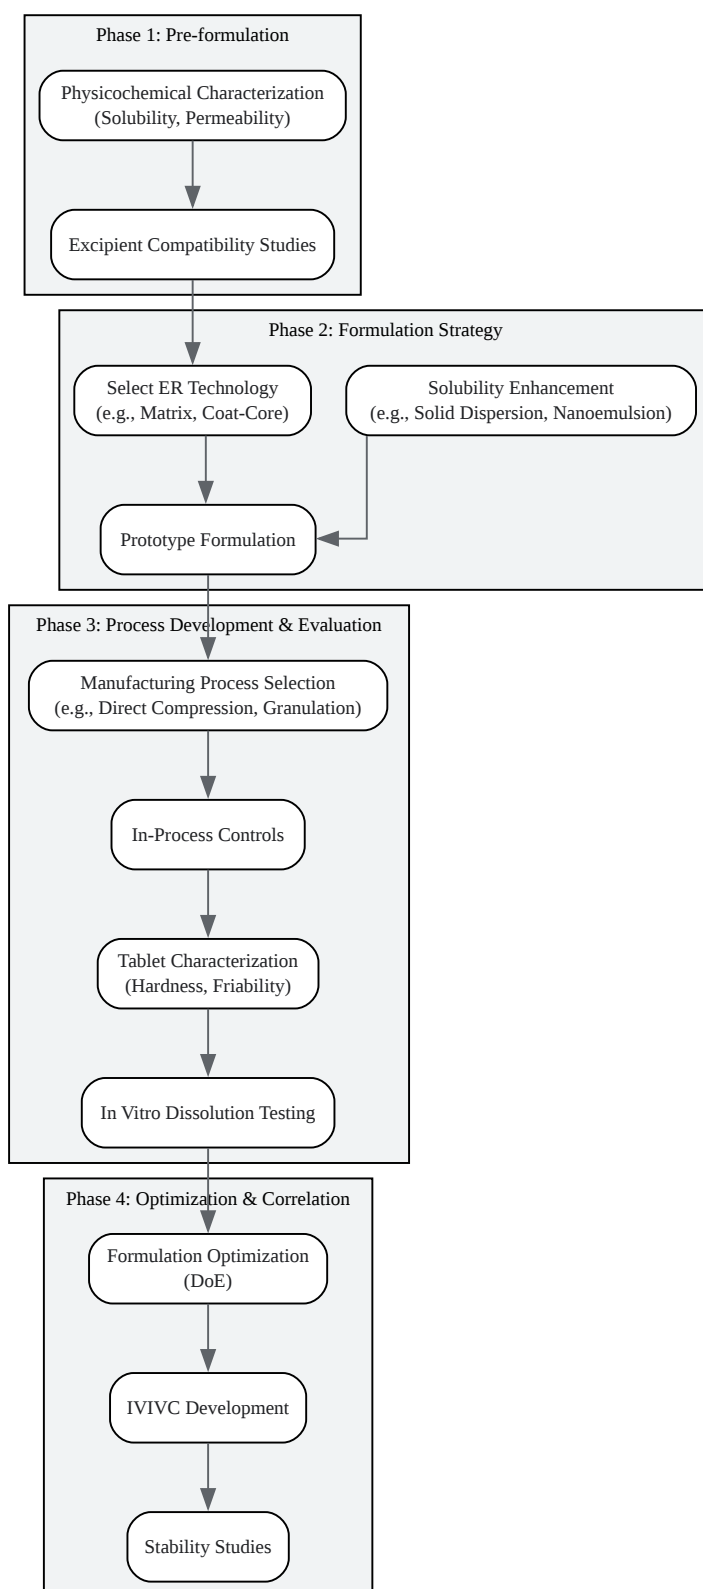 Phase 1: Pre-formulation
Physicochemical Characterization
(Solubility, Permeability)
Excipient Compatibility Studies
Phase 2: Formulation Strategy
Select ER Technology
(e.g., Matrix, Coat-Core)
Solubility Enhancement
(e.g., Solid Dispersion, Nanoemulsion)
Prototype Formulation
Phase 3: Process Development & Evaluation
Manufacturing Process Selection
(e.g., Direct Compression, Granulation)
In-Process Controls
Tablet Characterization
(Hardness, Friability)
In Vitro Dissolution Testing
Phase 4: Optimization & Correlation
Formulation Optimization
(DoE)
IVIVC Development
Stability Studies